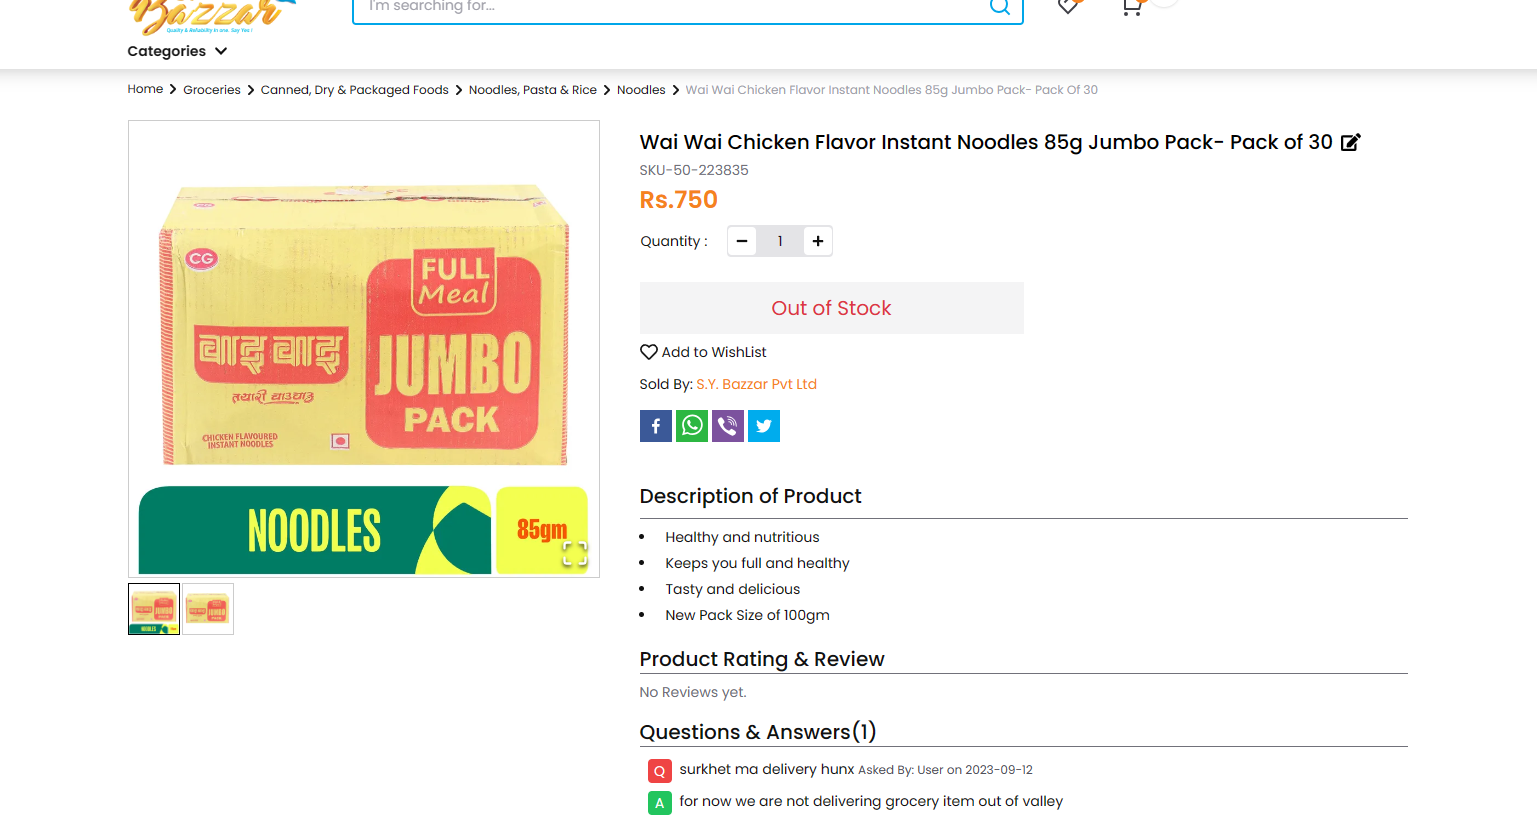 Bazzar
Quality & Reliability in one. Say Yes !
I'm searching for...
Categories
Home > Groceries > Canned, Dry & Packaged Foods > Noodles, Pasta & Rice > Noodles > Wai Wai Chicken Flavor Instant Noodles 85g Jumbo Pack- Pack Of 30
CG
FULL
Meal
वाइ वाइ
JUMBO
तयारी चाउचाउ
PACK
CHICKEN FLAVOURED
INSTANT NOODLES
NOODLES
85gm
Wai Wai Chicken Flavor Instant Noodles 85g Jumbo Pack- Pack of 30
SKU-50-223835
Rs.750
Quantity : − 1 +
Out of Stock
Add to WishList
Sold By: S.Y. Bazzar Pvt Ltd
Description of Product
• Healthy and nutritious
• Keeps you full and healthy
• Tasty and delicious
• New Pack Size of 100gm
Product Rating & Review
No Reviews yet.
Questions & Answers(1)
Q surkhet ma delivery hunx Asked By: User on 2023-09-12
A for now we are not delivering grocery item out of valley